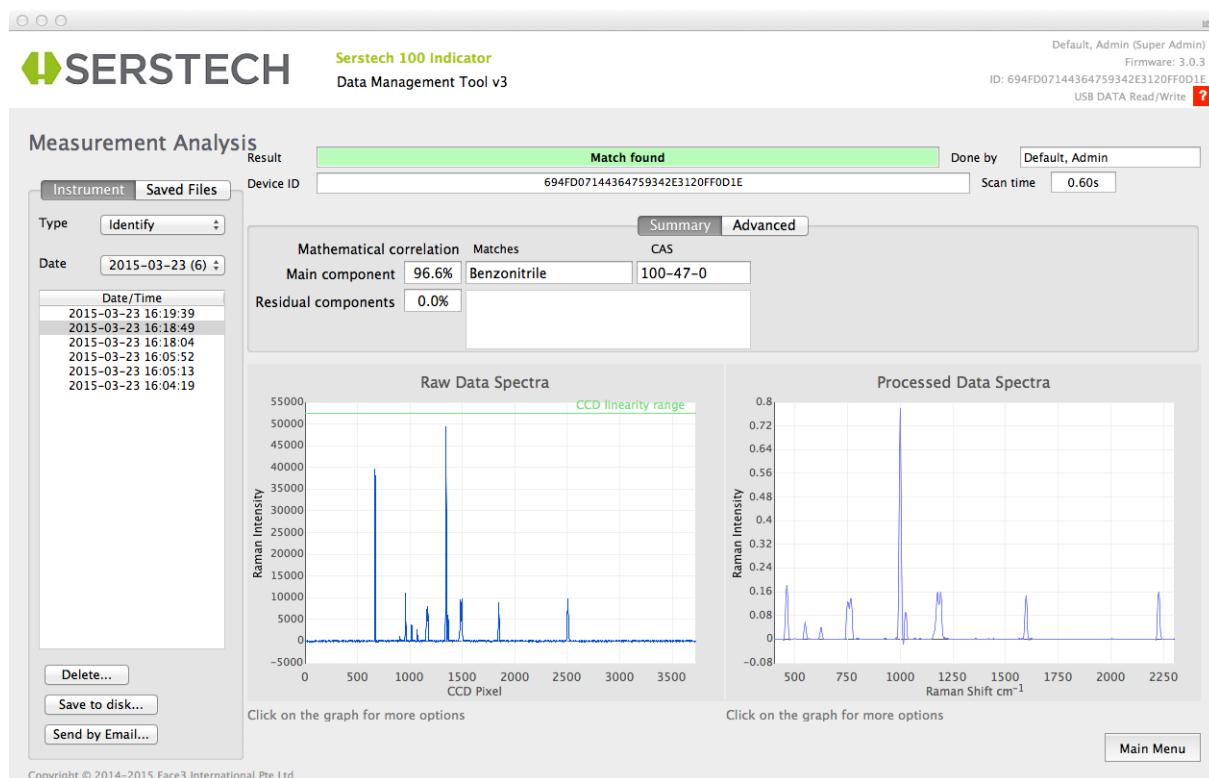 SERSTECH
Serstech 100 Indicator
Data Management Tool v3
Default, Admin (Super Admin)
Firmware: 3.0.3
ID: 694FD07144364759342E3120FF0D1E
USB DATA Read/Write ?
Measurement Analysis
Result Match found Done by Default, Admin
Device ID 694FD07144364759342E3120FF0D1E Scan time 0.60s
Instrument Saved Files
Type Identify
Date 2015-03-23 (6)
Date/Time
2015-03-23 16:19:39
2015-03-23 16:18:49
2015-03-23 16:18:04
2015-03-23 16:05:52
2015-03-23 16:05:13
2015-03-23 16:04:19
Delete...
Save to disk...
Send by Email...
Summary Advanced
Mathematical correlation Matches CAS
Main component 96.6% Benzonitrile 100-47-0
Residual components 0.0%
Raw Data Spectra
CCD linearity range
Raman Intensity
55000
50000
45000
40000
35000
30000
25000
20000
15000
10000
5000
0
-5000
0 500 1000 1500 2000 2500 3000 3500
CCD Pixel
Click on the graph for more options
Processed Data Spectra
Raman Intensity
0.8
0.72
0.64
0.56
0.48
0.4
0.32
0.24
0.16
0.08
0
-0.08
500 750 1000 1250 1500 1750 2000 2250
Raman Shift cm-1
Click on the graph for more options
Main Menu
Copyright © 2014-2015 Face3 International Pte Ltd